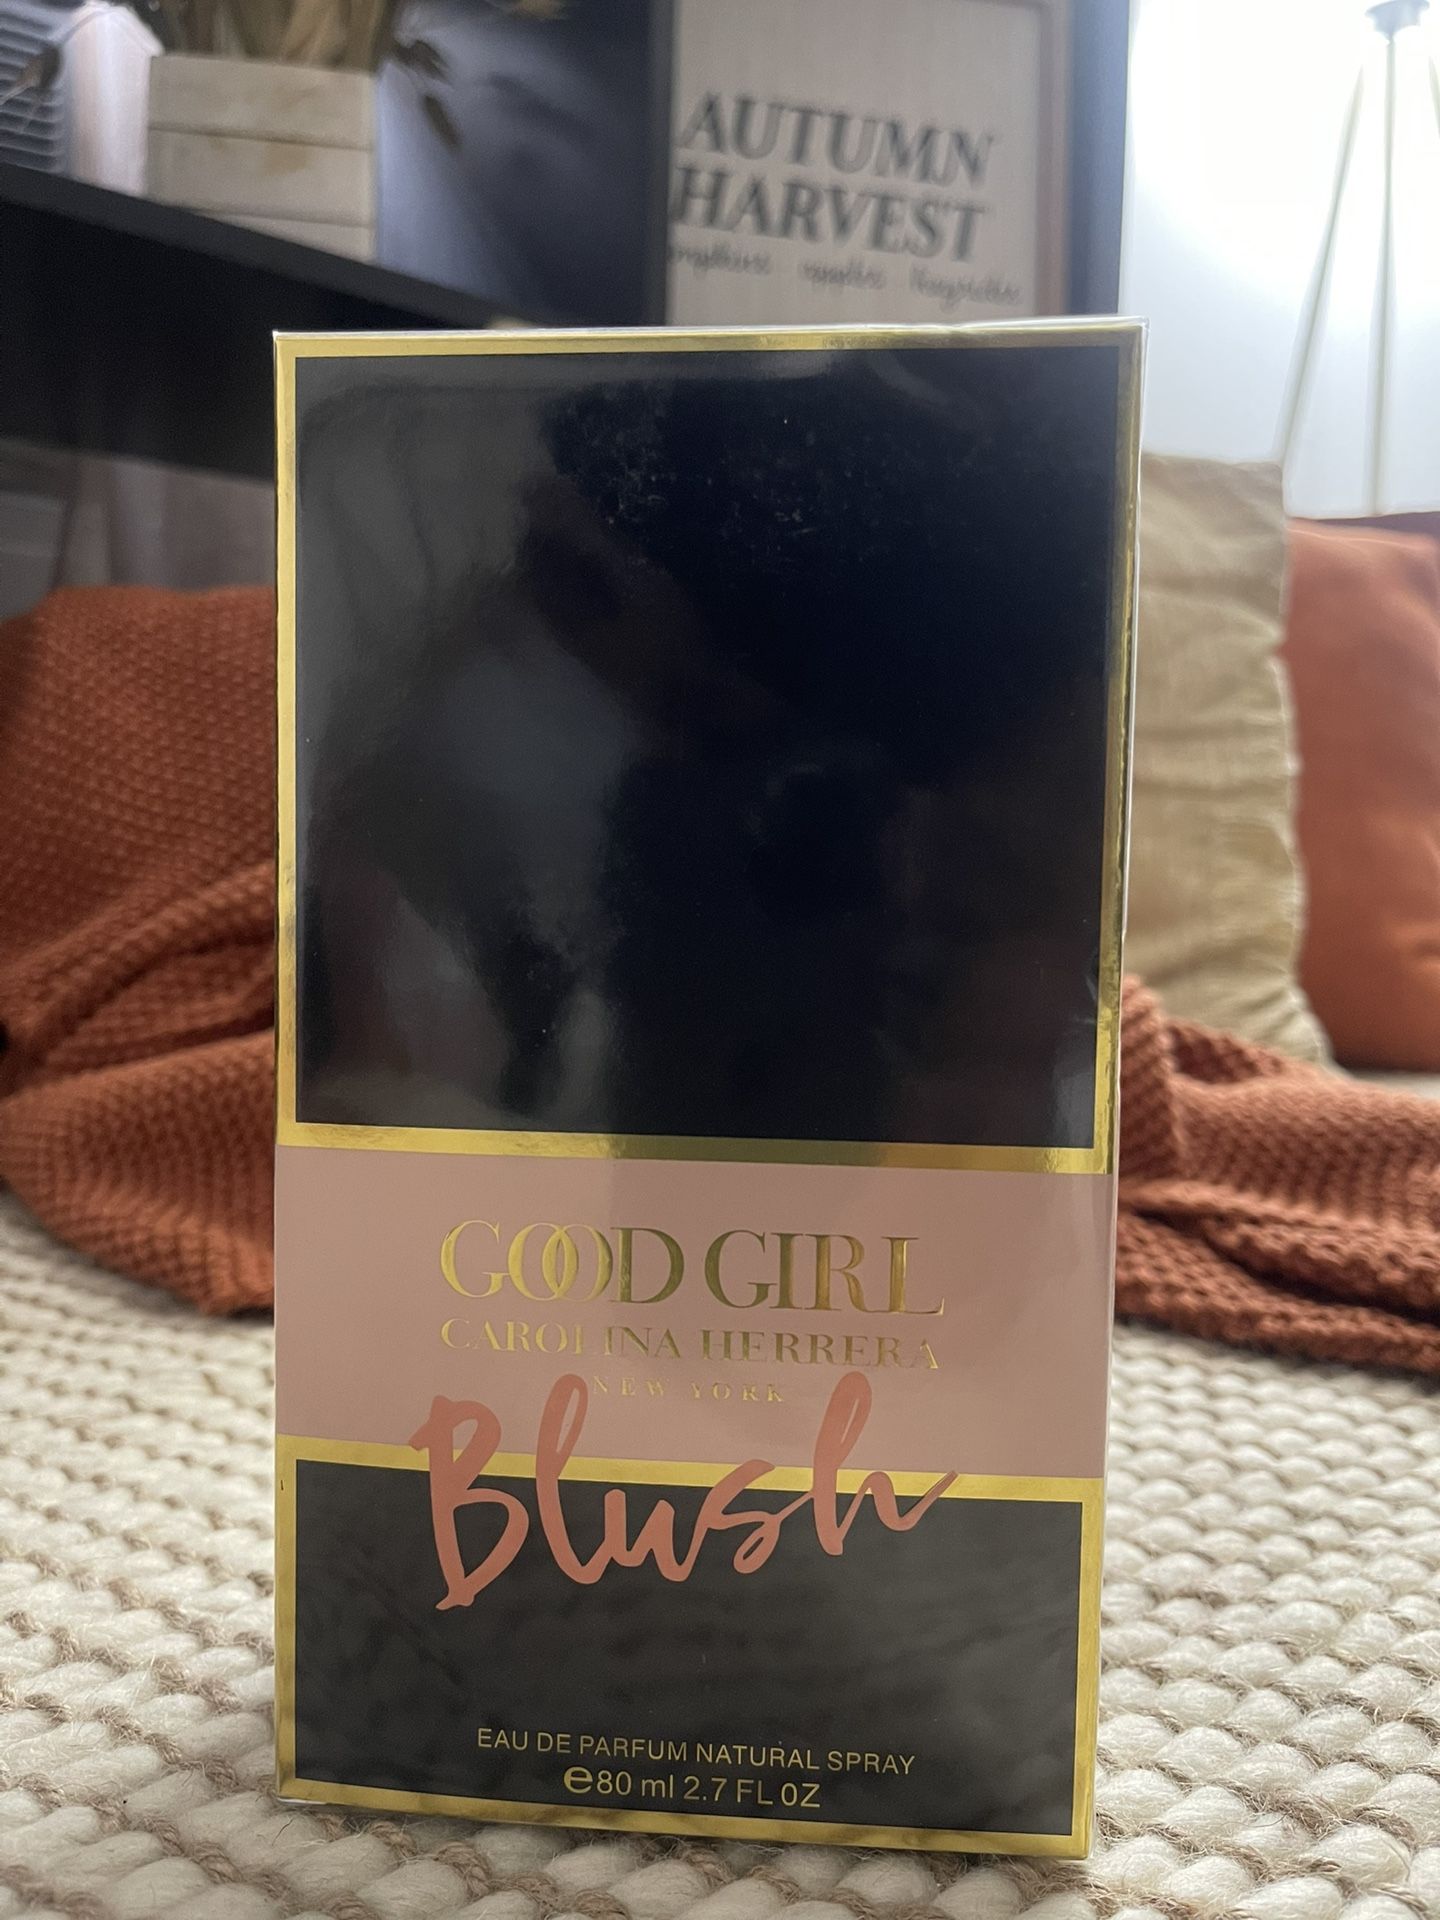 AUTUMN
HARVEST
GOOD GIRL
CAROLINA HERRERA
NEW YORK
Blush
EAU DE PARFUM NATURAL SPRAY
e80 ml 2.7 FL OZ